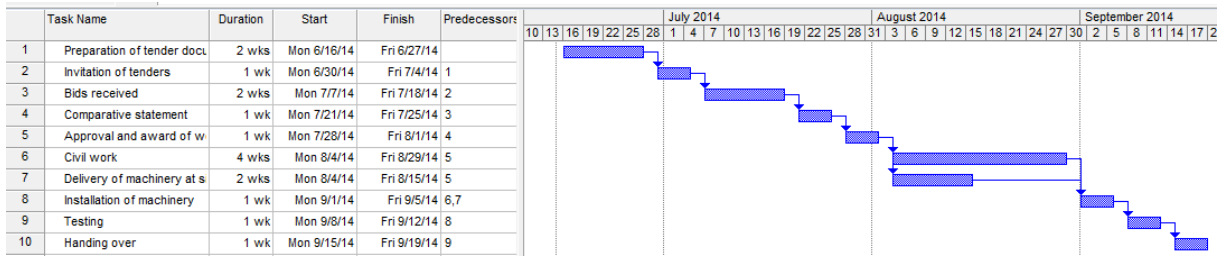 Task Name Duration Start Finish Predecessors July 2014 August 2014 September 2014
10 13 16 19 22 25 28 1 4 7 10 13 16 19 22 25 28 31 3 6 9 12 15 18 21 24 27 30 2 5 8 11 14 17 2
1 Preparation of tender docu 2 wks Mon 6/16/14 Fri 6/27/14
2 Invitation of tenders 1 wk Mon 6/30/14 Fri 7/4/14 1
3 Bids received 2 wks Mon 7/7/14 Fri 7/18/14 2
4 Comparative statement 1 wk Mon 7/21/14 Fri 7/25/14 3
5 Approval and award of w 1 wk Mon 7/28/14 Fri 8/1/14 4
6 Civil work 4 wks Mon 8/4/14 Fri 8/29/14 5
7 Delivery of machinery at s 2 wks Mon 8/4/14 Fri 8/15/14 5
8 Installation of machinery 1 wk Mon 9/1/14 Fri 9/5/14 6,7
9 Testing 1 wk Mon 9/8/14 Fri 9/12/14 8
10 Handing over 1 wk Mon 9/15/14 Fri 9/19/14 9